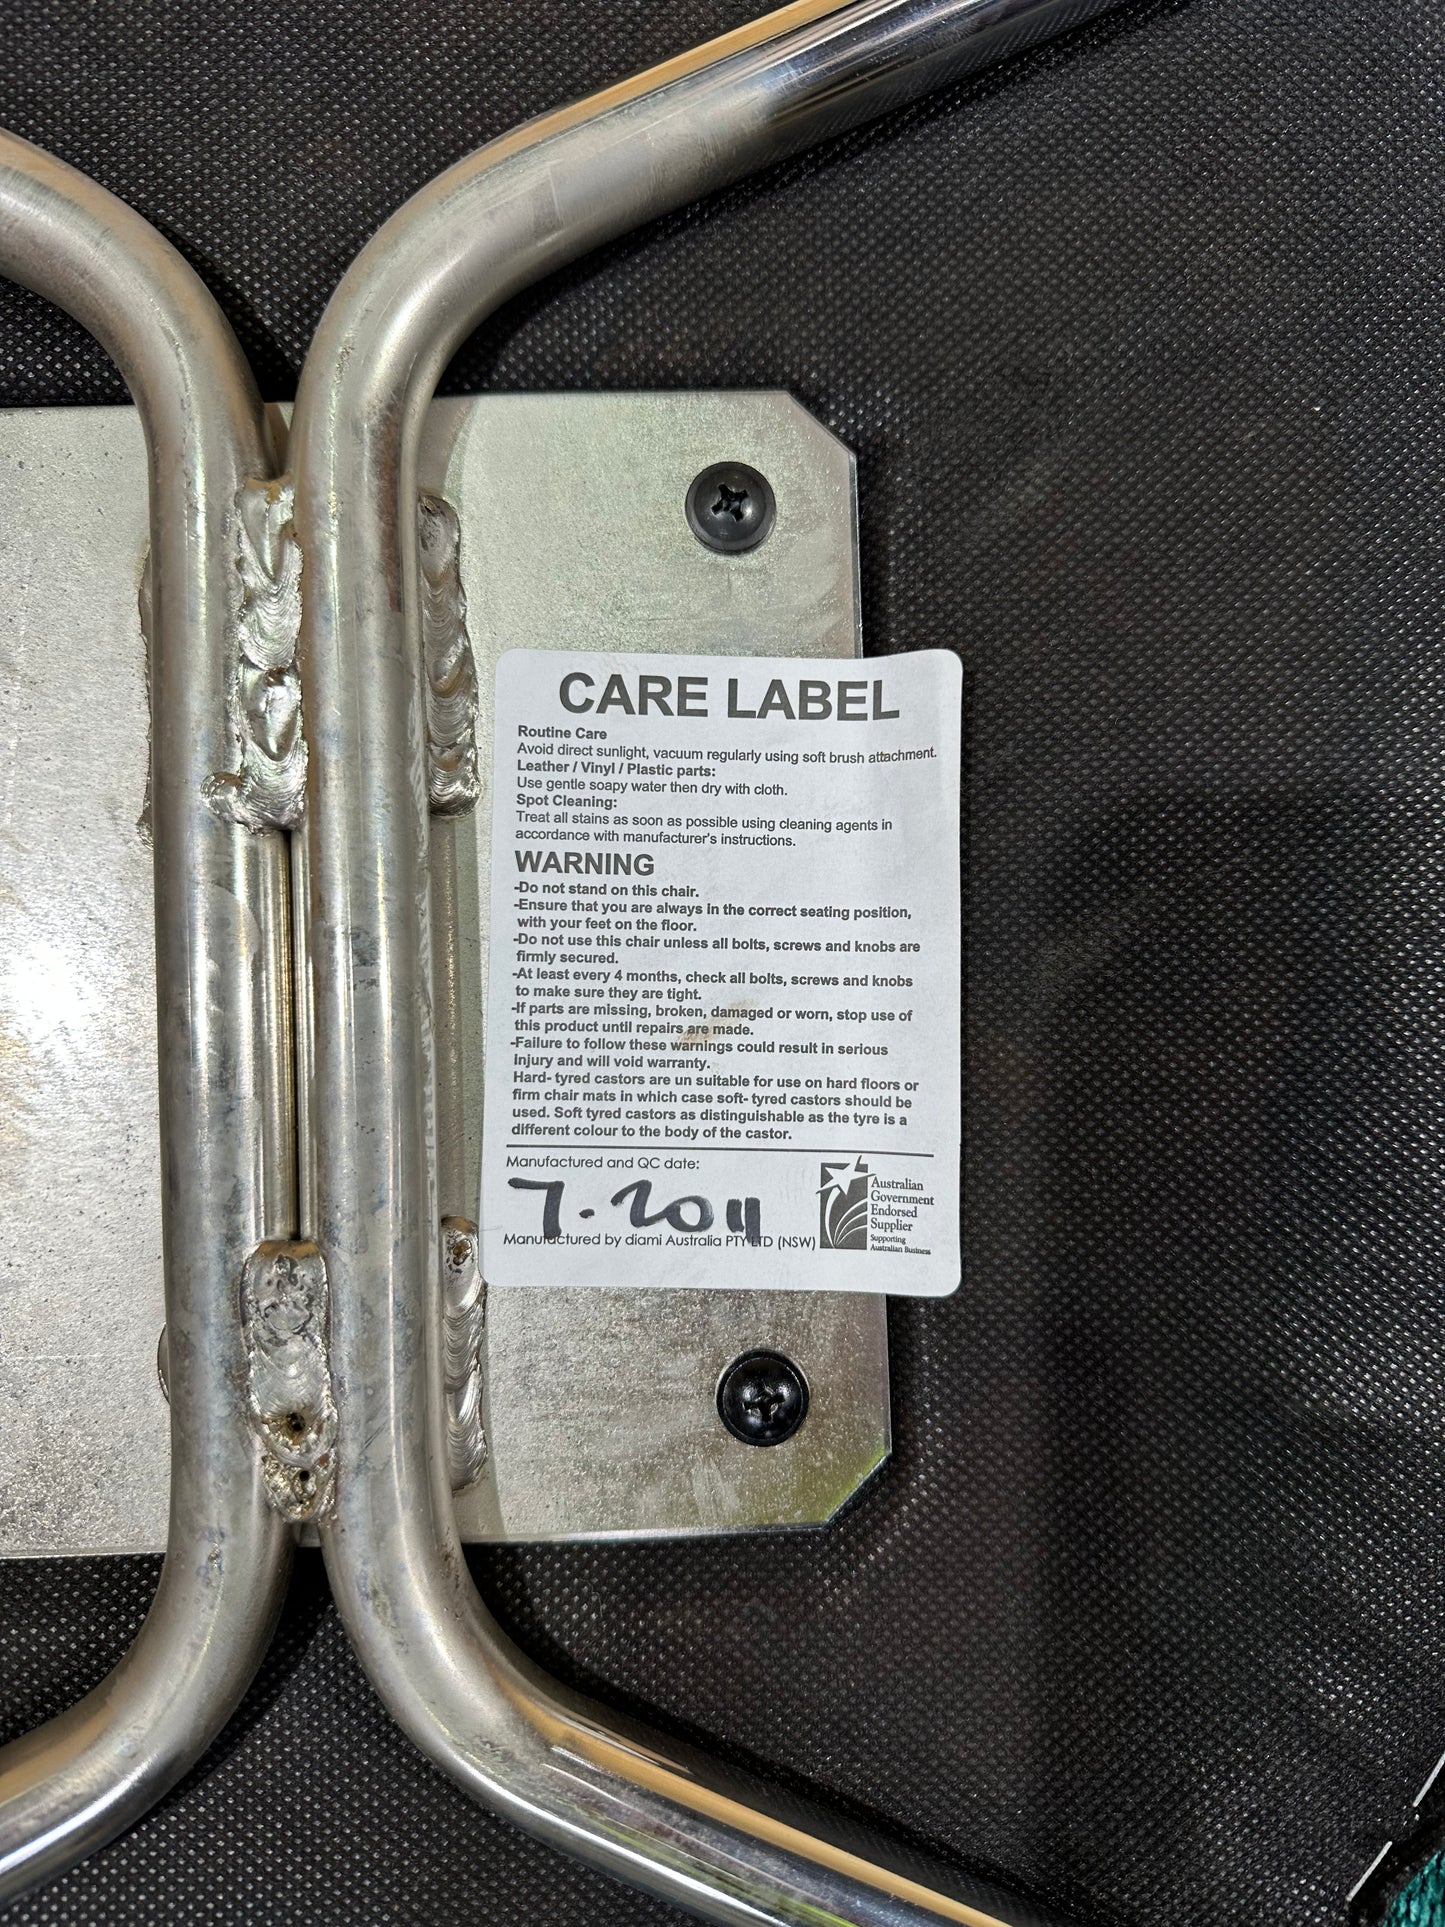 CARE LABEL
Routine Care
Avoid direct sunlight, vacuum regularly using soft brush attachment.
Leather / Vinyl / Plastic parts:
Use gentle soapy water then dry with cloth.
Spot Cleaning:
Treat all stains as soon as possible using cleaning agents in
accordance with manufacturer's instructions.
WARNING
-Do not stand on this chair.
-Ensure that you are always in the correct seating position,
with your feet on the floor.
-Do not use this chair unless all bolts, screws and knobs are
firmly secured.
-At least every 4 months, check all bolts, screws and knobs
to make sure they are tight.
-If parts are missing, broken, damaged or worn, stop use of
this product until repairs are made.
-Failure to follow these warnings could result in serious
injury and will void warranty.
Hard- tyred castors are un suitable for use on hard floors or
firm chair mats in which case soft- tyred castors should be
used. Soft tyred castors as distinguishable as the tyre is a
different colour to the body of the castor.
Manufactured and QC date:
7.2011
Manufactured by diami Australia PTY LTD (NSW)
Australian
Government
Endorsed
Supplier
Supporting
Australian Business